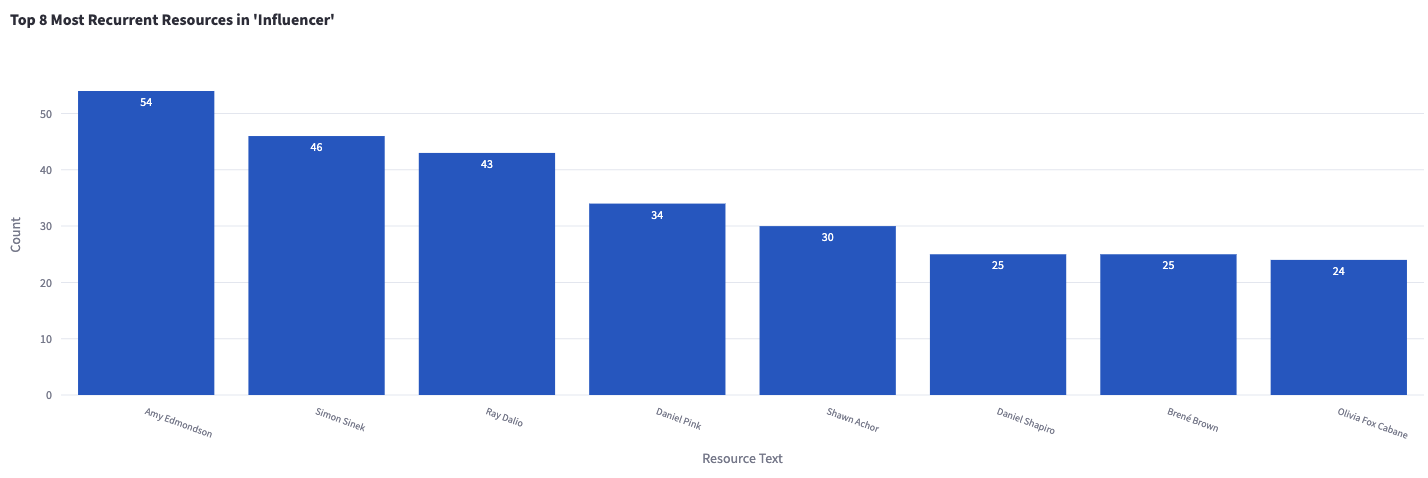 Top 8 Most Recurrent Resources in 'Influencer'
54
50
46
43
40
34
30
30
25
25
24
20
10
0
Count
Amy Edmondson
Simon Sinek
Ray Dalio
Daniel Pink
Shawn Achor
Daniel Shapiro
Brené Brown
Olivia Fox Cabane
Resource Text